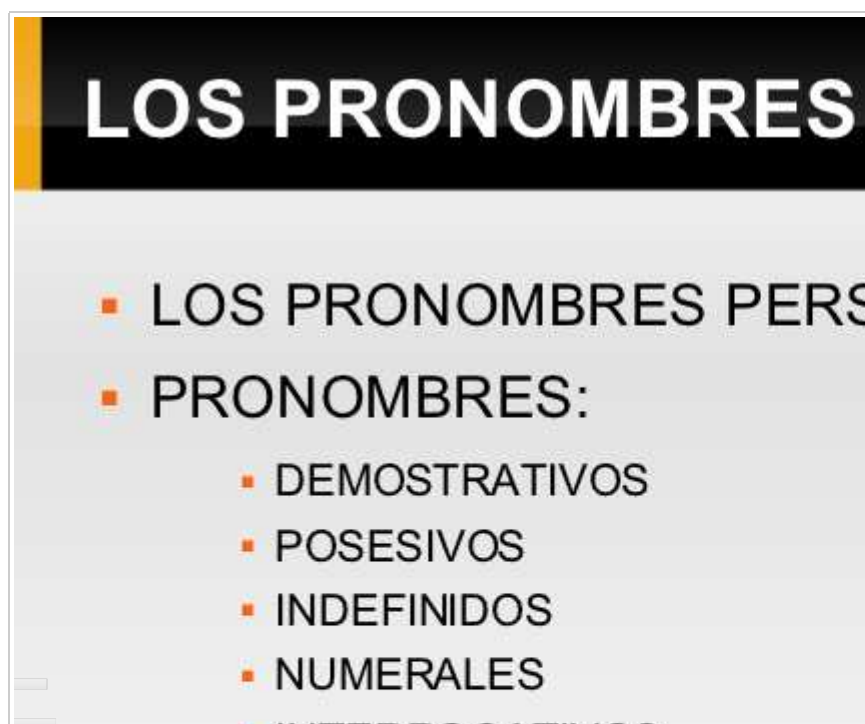 LOS PRONOMBRES
LOS PRONOMBRES PERS
PRONOMBRES:
DEMOSTRATIVOS
POSESIVOS
INDEFINIDOS
NUMERALES